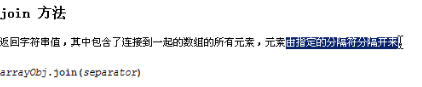 join 方法
返回字符串值，其中包含了连接到一起的数组的所有元素，元素由指定的分隔符分隔开来。
arrayObj.join(separator)